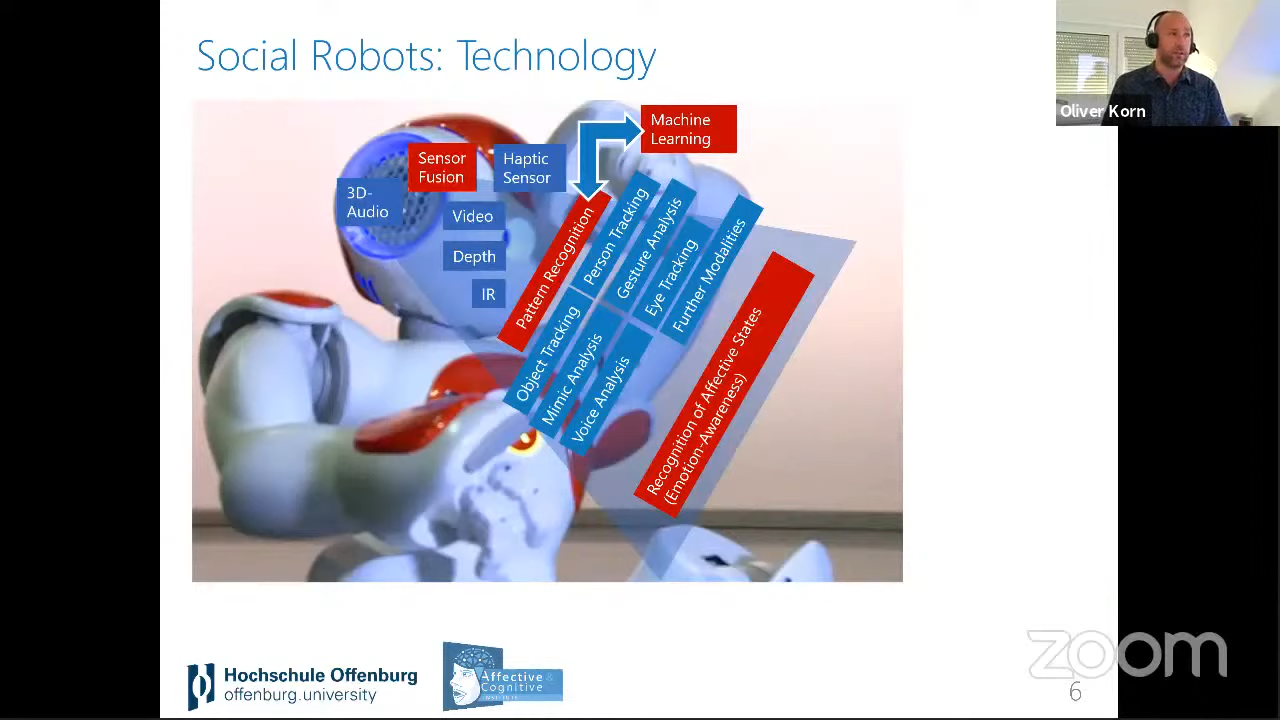 Social Robots: Technology
Oliver Korn
Machine
Learning
Sensor
Fusion
Haptic
Sensor
3D-
Audio
Video
Depth
IR
Pattern Recognition
Person Tracking
Gesture Analysis
Eye Tracking
Further Modalities
Object Tracking
Mimic Analysis
Voice Analysis
Recognition of Affective States
(Emotion-Awareness)
Hochschule Offenburg
offenburg.university
Affective &
Cognitive
INSTITUTE
zoom
6